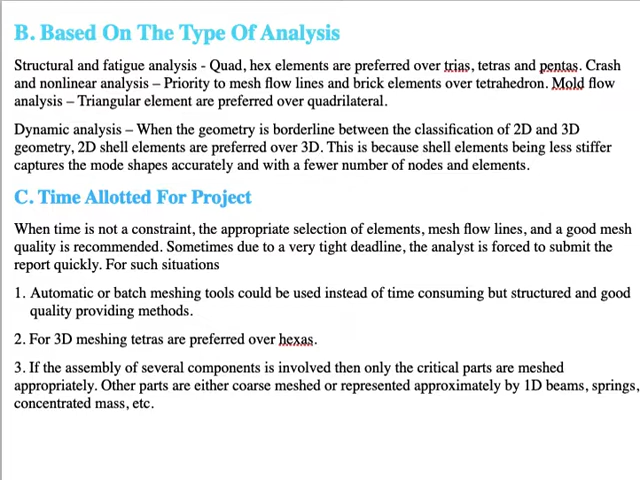 B. Based On The Type Of Analysis
Structural and fatigue analysis - Quad, hex elements are preferred over trias, tetras and pentas. Crash
and nonlinear analysis – Priority to mesh flow lines and brick elements over tetrahedron. Mold flow
analysis – Triangular element are preferred over quadrilateral.
Dynamic analysis – When the geometry is borderline between the classification of 2D and 3D
geometry, 2D shell elements are preferred over 3D. This is because shell elements being less stiffer
captures the mode shapes accurately and with a fewer number of nodes and elements.
C. Time Allotted For Project
When time is not a constraint, the appropriate selection of elements, mesh flow lines, and a good mesh
quality is recommended. Sometimes due to a very tight deadline, the analyst is forced to submit the
report quickly. For such situations
1. Automatic or batch meshing tools could be used instead of time consuming but structured and good
quality providing methods.
2. For 3D meshing tetras are preferred over hexas.
3. If the assembly of several components is involved then only the critical parts are meshed
appropriately. Other parts are either coarse meshed or represented approximately by 1D beams, springs,
concentrated mass, etc.